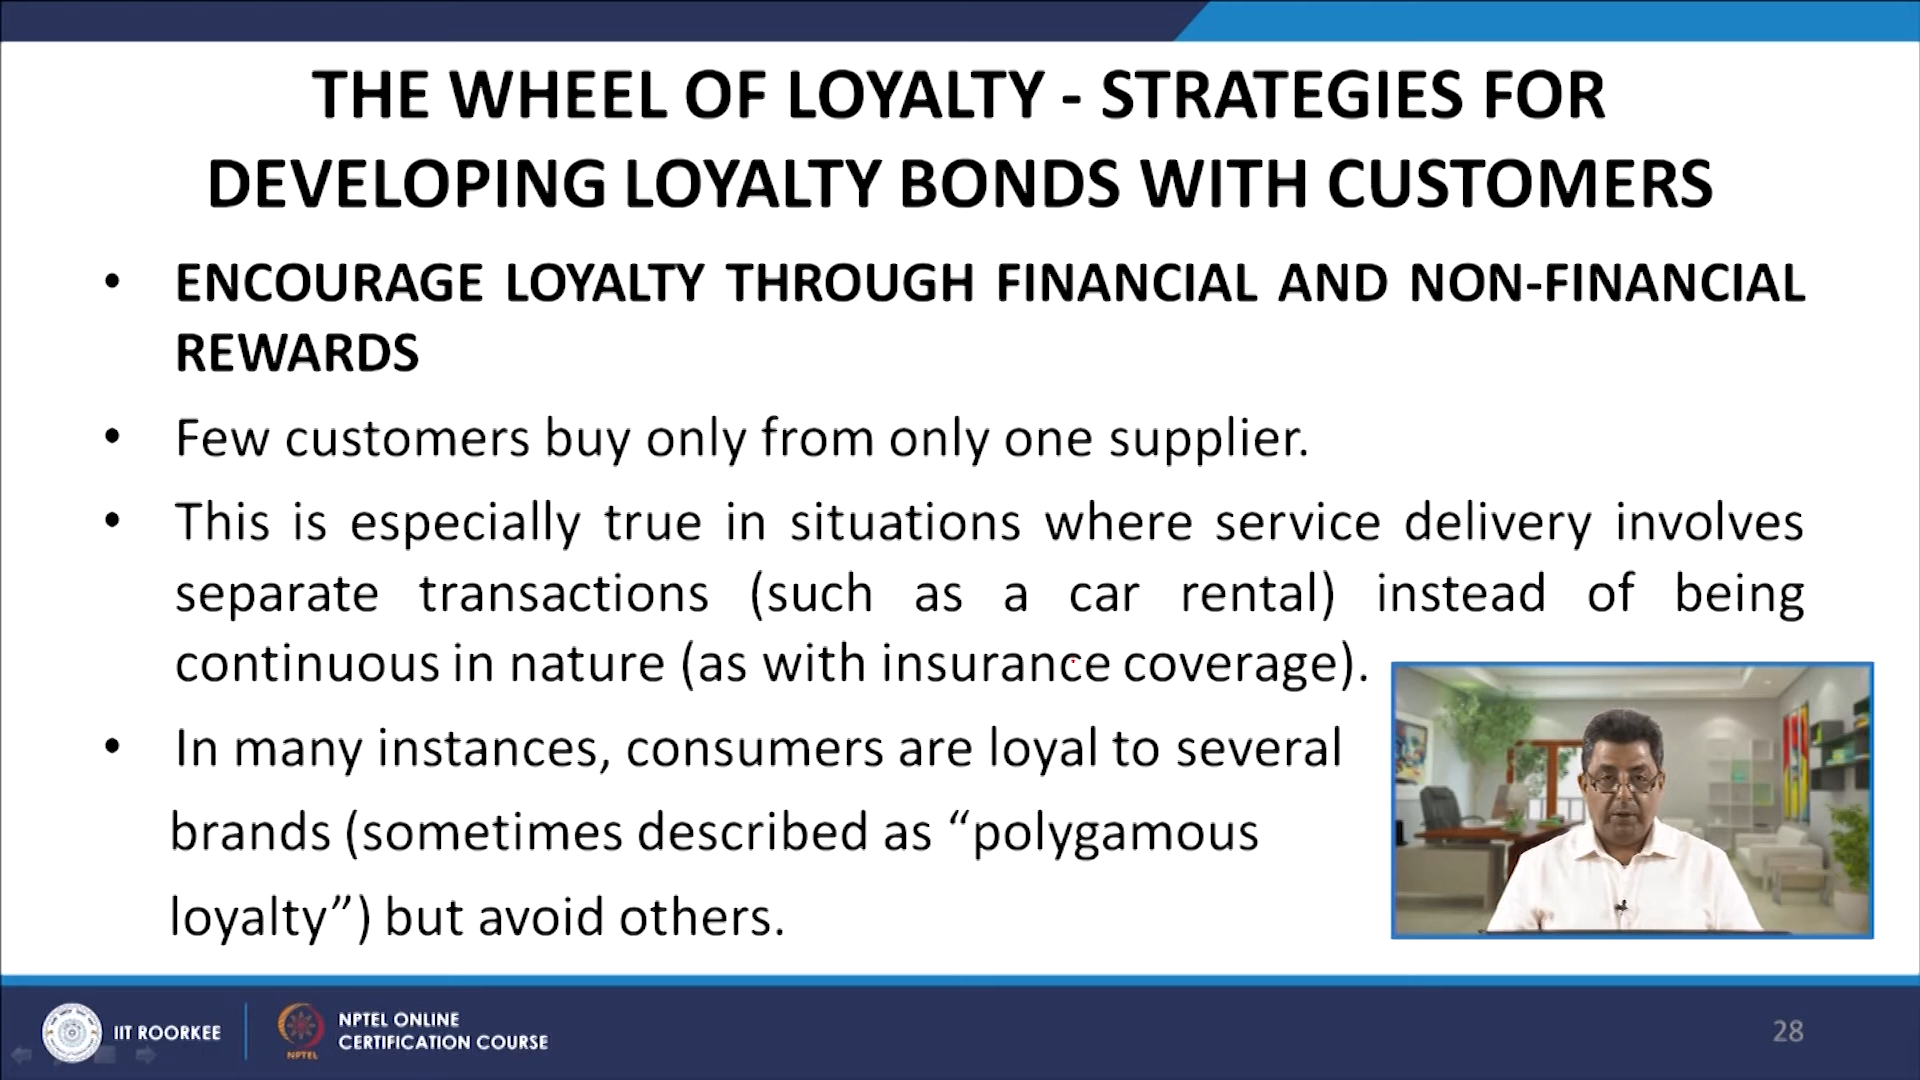 THE WHEEL OF LOYALTY - STRATEGIES FOR
DEVELOPING LOYALTY BONDS WITH CUSTOMERS
• ENCOURAGE LOYALTY THROUGH FINANCIAL AND NON-FINANCIAL
REWARDS
• Few customers buy only from only one supplier.
• This is especially true in situations where service delivery involves
separate transactions (such as a car rental) instead of being
continuous in nature (as with insurance coverage).
• In many instances, consumers are loyal to several
brands (sometimes described as “polygamous
loyalty”) but avoid others.
IIT ROORKEE
NPTEL
NPTEL ONLINE
CERTIFICATION COURSE
28